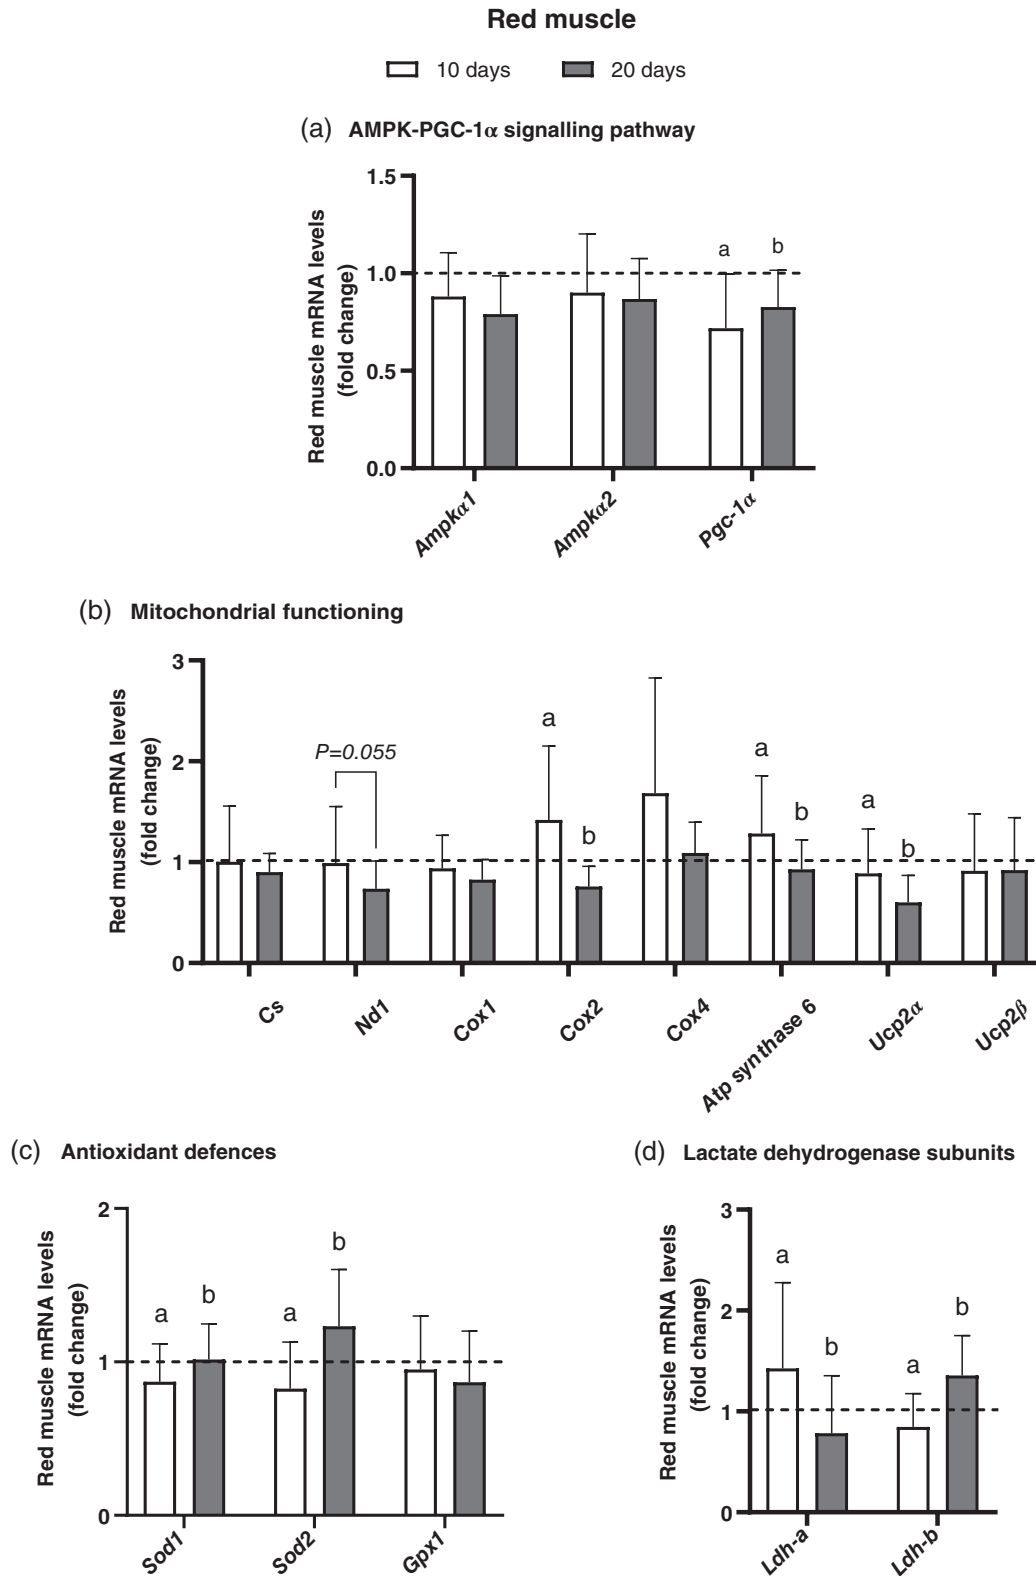 Red muscle
10 days 20 days
(a) AMPK-PGC-1α signalling pathway
Red muscle mRNA levels
(fold change)
1.5
1.0
0.5
0.0
a b
Ampkα1 Ampkα2 Pgc-1α
(b) Mitochondrial functioning
Red muscle mRNA levels
(fold change)
3
2
1
0
P=0.055
a b a b a b
Cs Nd1 Cox1 Cox2 Cox4 Atp synthase 6 Ucp2α Ucp2β
(c) Antioxidant defences
Red muscle mRNA levels
(fold change)
2
1
0
a b a b
Sod1 Sod2 Gpx1
(d) Lactate dehydrogenase subunits
Red muscle mRNA levels
(fold change)
3
2
1
0
a b a b
Ldh-a Ldh-b